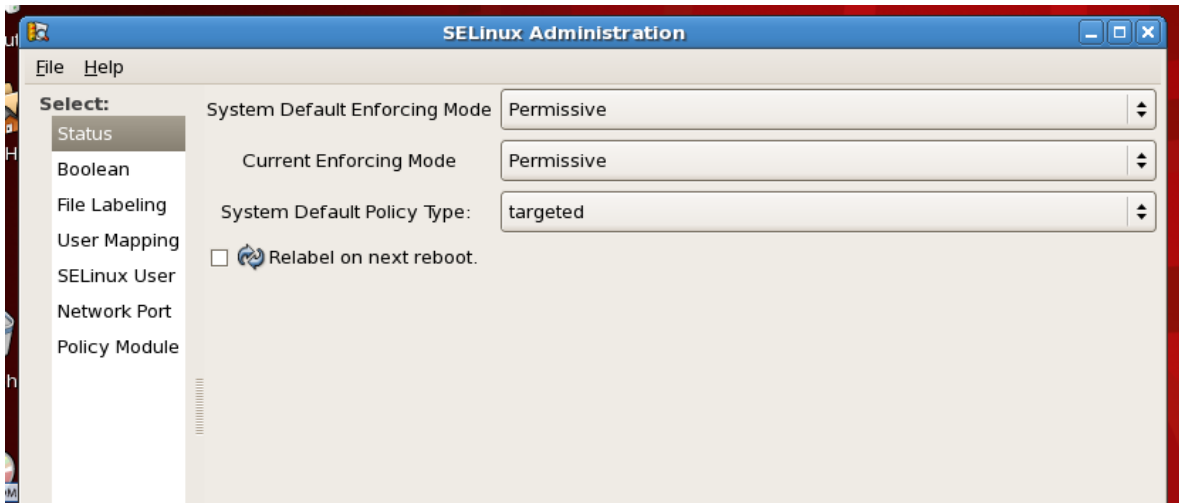 SELinux Administration
File Help
Select:
Status
Boolean
File Labeling
User Mapping
SELinux User
Network Port
Policy Module
System Default Enforcing Mode Permissive
Current Enforcing Mode Permissive
System Default Policy Type: targeted
Relabel on next reboot.